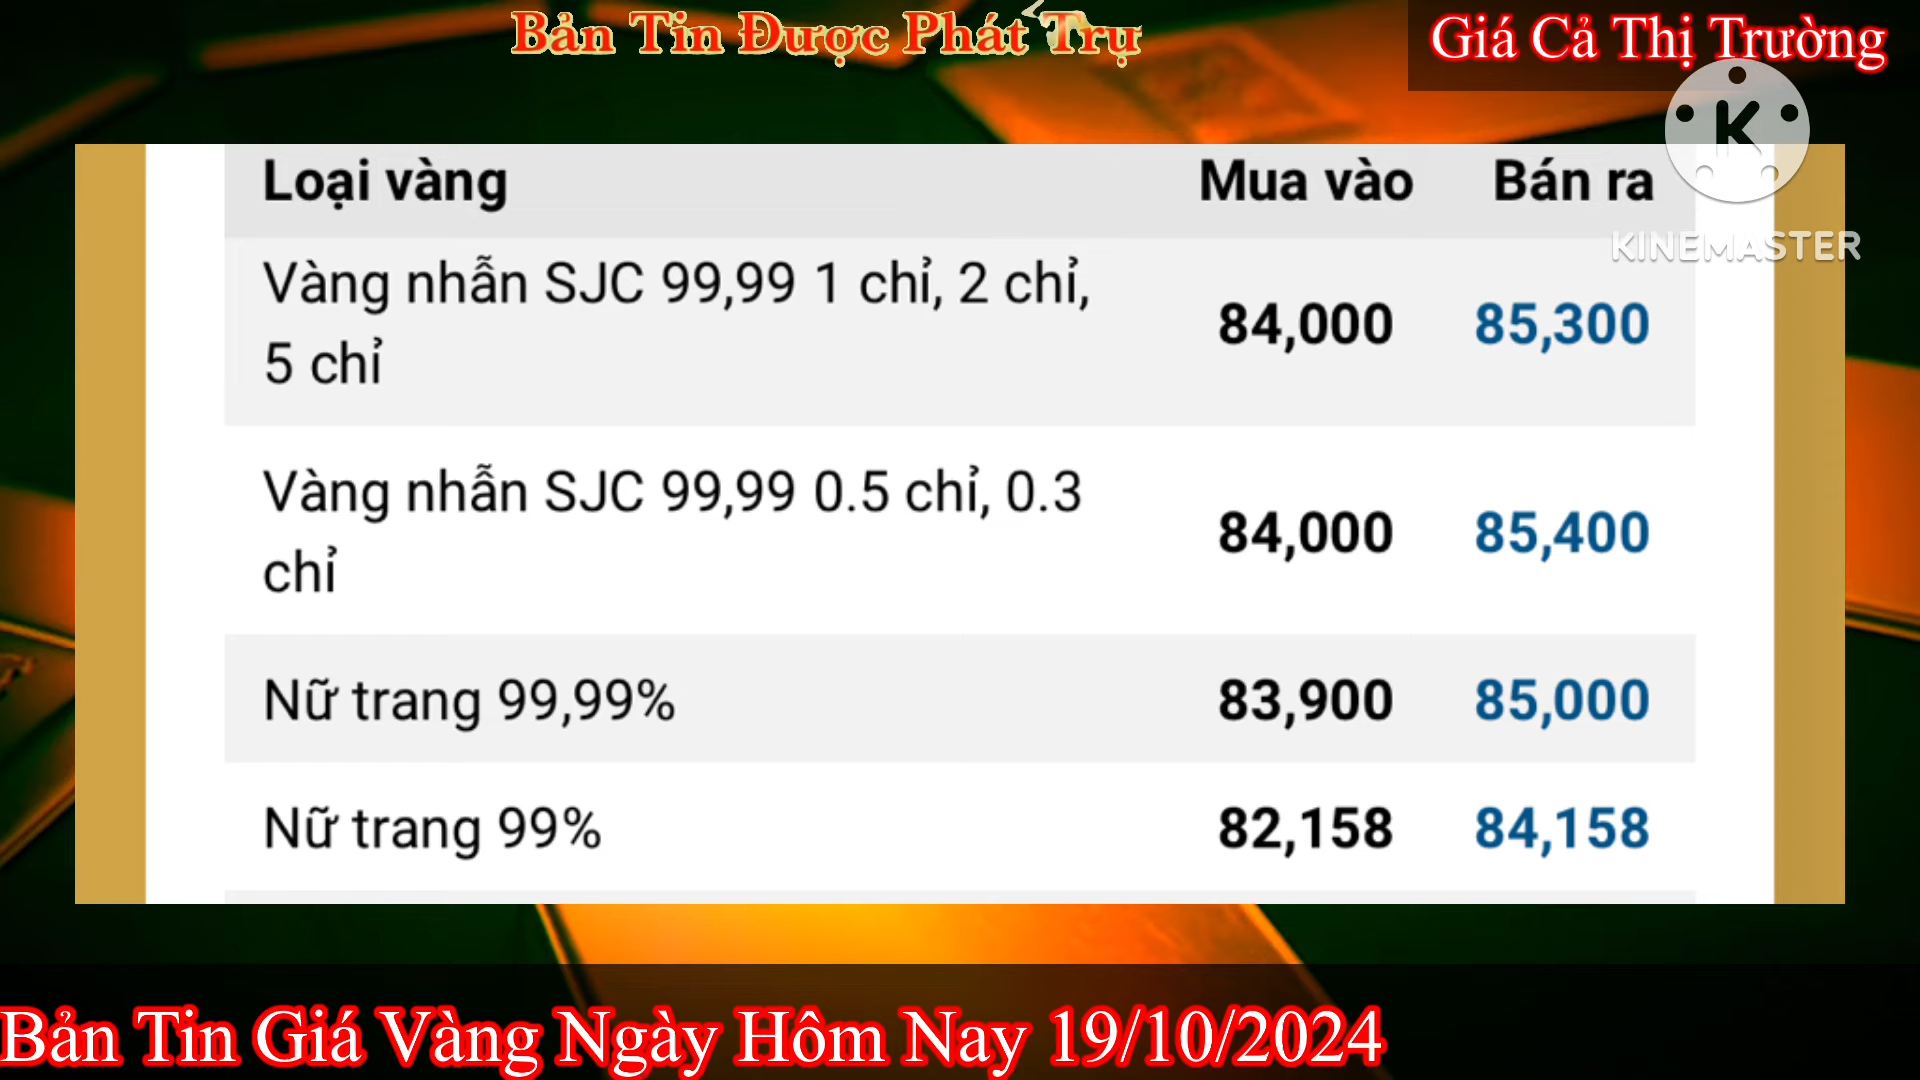 Bản Tin Được Phát Trụ
Giá Cả Thị Trường
K
KINEMASTER
Loại vàng Mua vào Bán ra
Vàng nhẫn SJC 99,99 1 chỉ, 2 chỉ,
5 chỉ 84,000 85,300
Vàng nhẫn SJC 99,99 0.5 chỉ, 0.3
chỉ 84,000 85,400
Nữ trang 99,99% 83,900 85,000
Nữ trang 99% 82,158 84,158
Bản Tin Giá Vàng Ngày Hôm Nay 19/10/2024